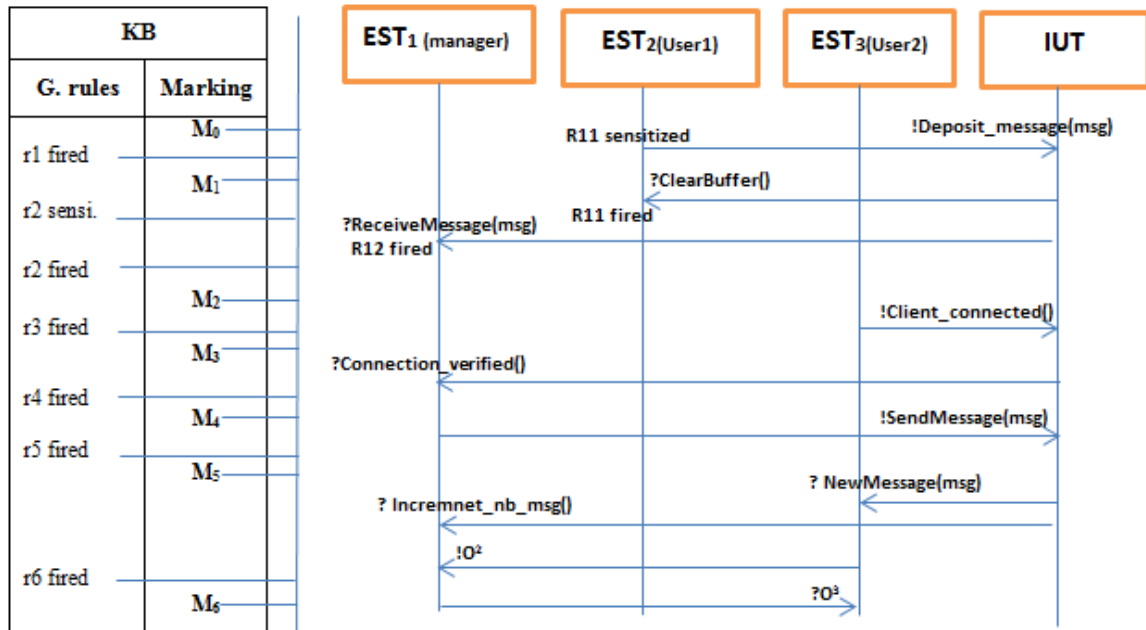 KB
G. rules Marking
M₀
r1 fired
M₁
r2 sensi.
r2 fired
M₂
r3 fired
M₃
r4 fired
M₄
r5 fired
M₅
r6 fired
M₆
EST₁ (manager)
EST₂(User1)
EST₃(User2)
IUT
R11 sensitized
!Deposit_message(msg)
?ClearBuffer()
R11 fired
?ReceiveMessage(msg)
R12 fired
!Client_connected()
?Connection_verified()
!SendMessage(msg)
? NewMessage(msg)
? Incremnet_nb_msg()
!O²
?O³